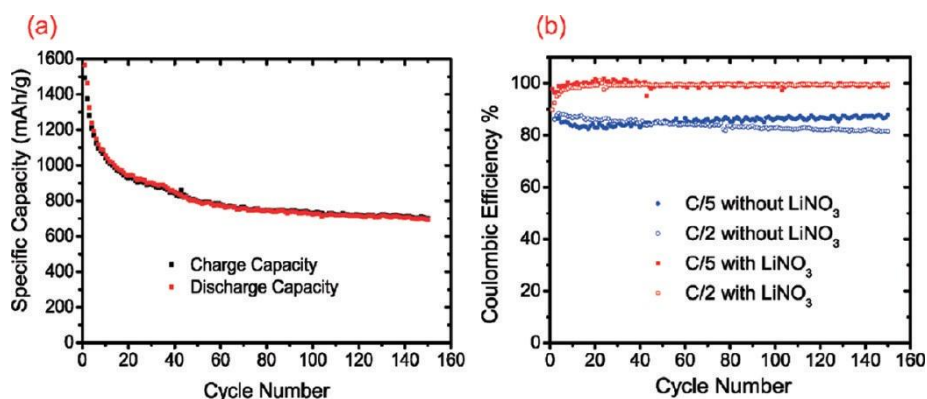 (a)
Specific Capacity (mAh/g)
1600
1400
1200
1000
800
600
400
200
0
Charge Capacity
Discharge Capacity
0 20 40 60 80 100 120 140 160
Cycle Number
(b)
Coulombic Efficiency %
100
80
60
40
20
0
C/5 without LiNO₃
C/2 without LiNO₃
C/5 with LiNO₃
C/2 with LiNO₃
0 20 40 60 80 100 120 140 160
Cycle Number